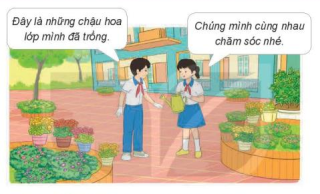 Đây là những chậu hoa
lớp mình đã trồng.
Chúng mình cùng nhau
chăm sóc nhé.